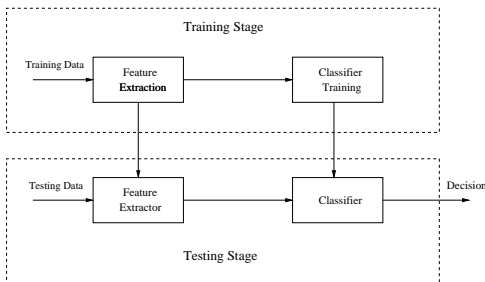 Training Stage
Training Data
Feature
Extraction
Classifier
Training
Testing Data
Feature
Extractor
Classifier
Decision
Testing Stage